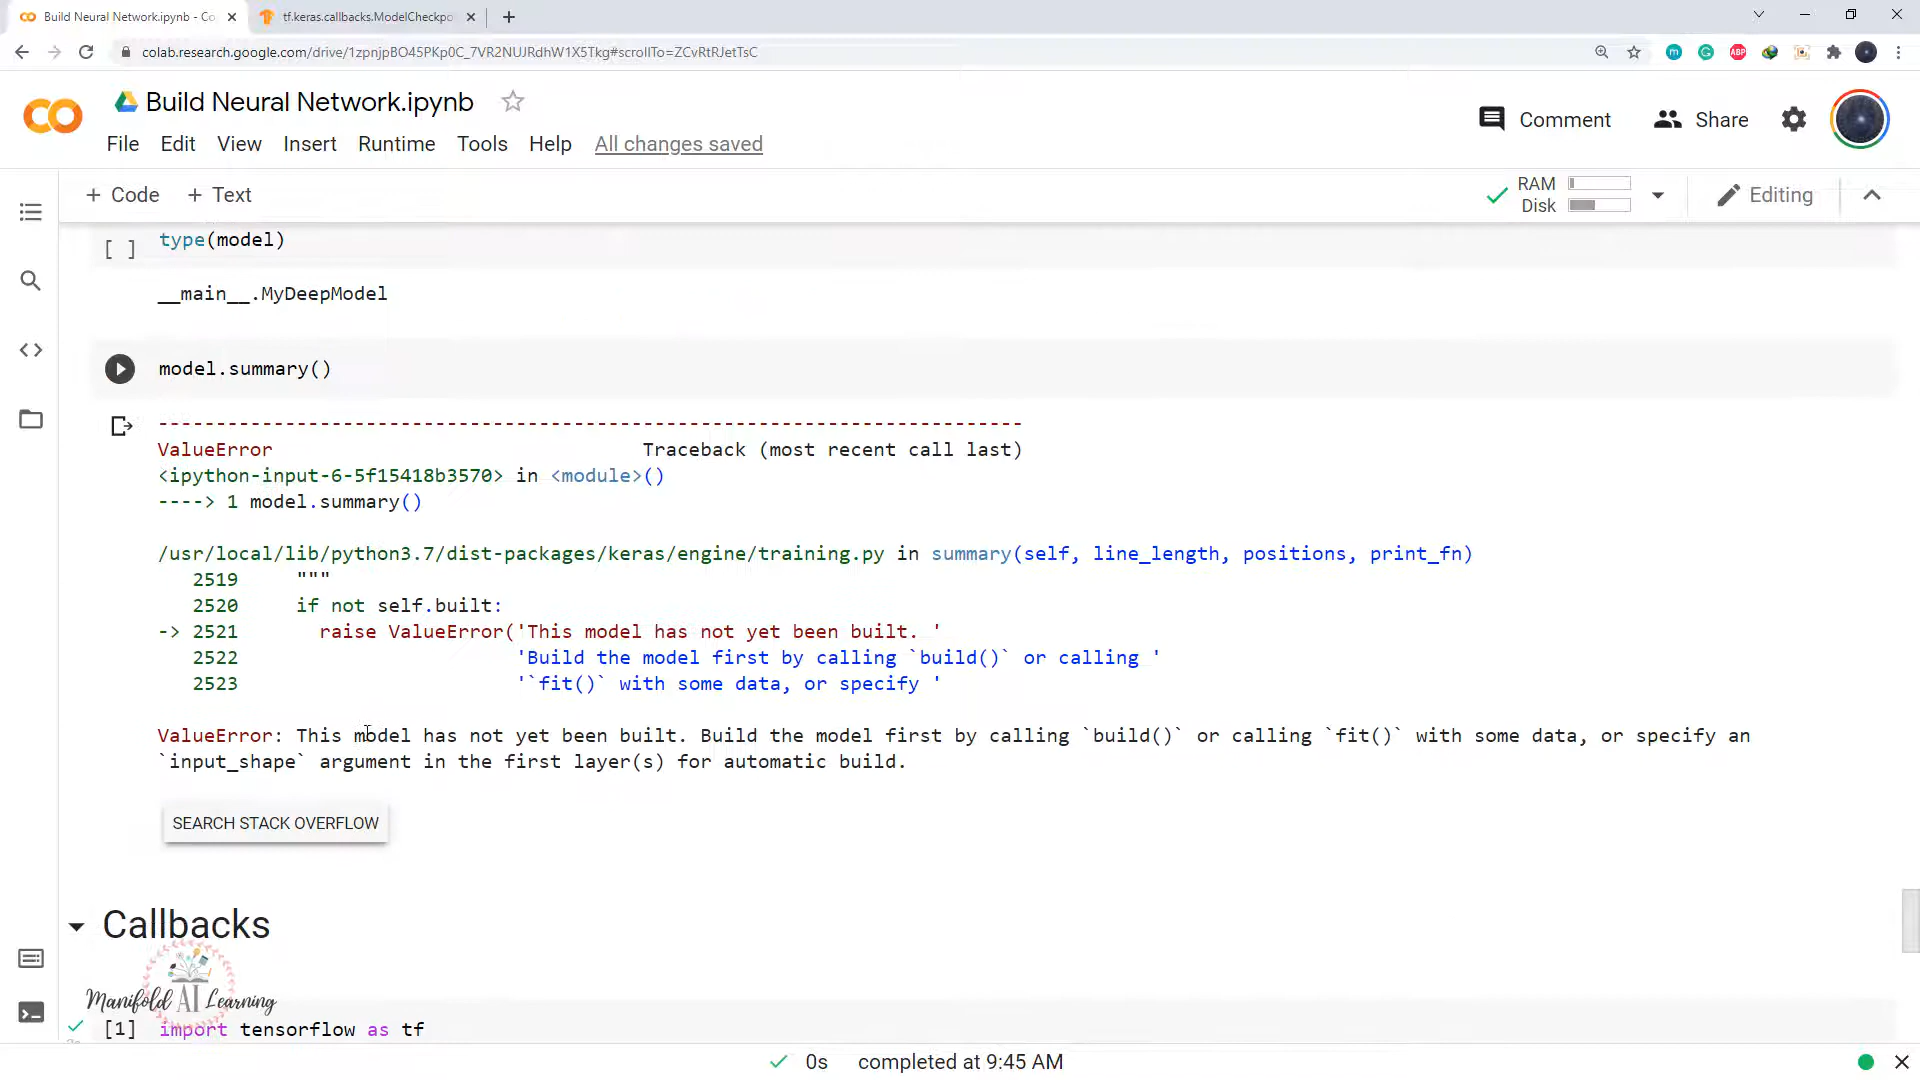 Build Neural Network.ipynb - Co
tf.keras.callbacks.ModelCheckpo
colab.research.google.com/drive/1zpnjpBO45PKp0C_7VR2NUJRdhW1X5Tkg#scrollTo=ZCvRtRJetTsC
Build Neural Network.ipynb
Comment
Share
File Edit View Insert Runtime Tools Help All changes saved
+ Code + Text
RAM
Disk
Editing
[ ] type(model)
__main__.MyDeepModel
model.summary()
---------------------------------------------------------------------------
ValueError                                Traceback (most recent call last)
<ipython-input-6-5f15418b3570> in <module>()
----> 1 model.summary()
/usr/local/lib/python3.7/dist-packages/keras/engine/training.py in summary(self, line_length, positions, print_fn)
   2519     """
   2520     if not self.built:
-> 2521       raise ValueError('This model has not yet been built. '
   2522                        'Build the model first by calling `build()` or calling '
   2523                        '`fit()` with some data, or specify '
ValueError: This model has not yet been built. Build the model first by calling `build()` or calling `fit()` with some data, or specify an
`input_shape` argument in the first layer(s) for automatic build.
SEARCH STACK OVERFLOW
Callbacks
Manifold AI Learning
[1] import tensorflow as tf
0s completed at 9:45 AM